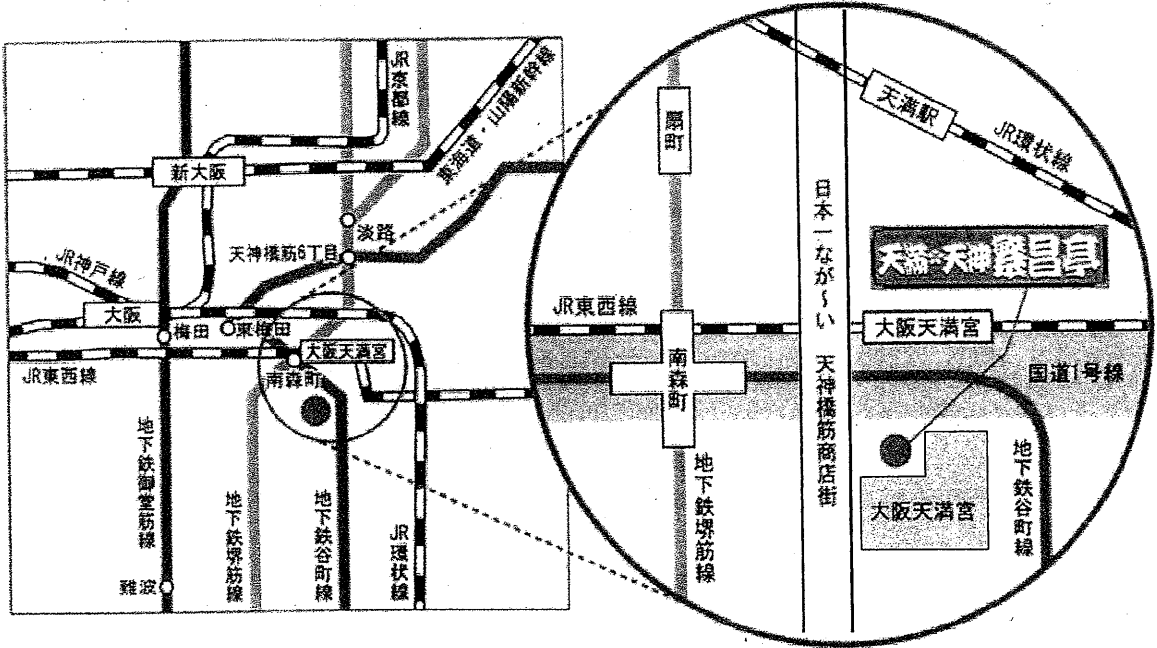 JR京都線
東海道・山陽新幹線
新大阪
淡路
天神橋筋6丁目
JR神戸線
大阪
梅田
東梅田
大阪天満宮
JR東西線
南森町
地下鉄御堂筋線
地下鉄堺筋線
地下鉄谷町線
JR環状線
難波
扇町
天満駅
JR環状線
日本一なが〜い 天神橋筋商店街
天満天神繁昌亭
JR東西線
大阪天満宮
南森町
国道1号線
地下鉄堺筋線
大阪天満宮
地下鉄谷町線